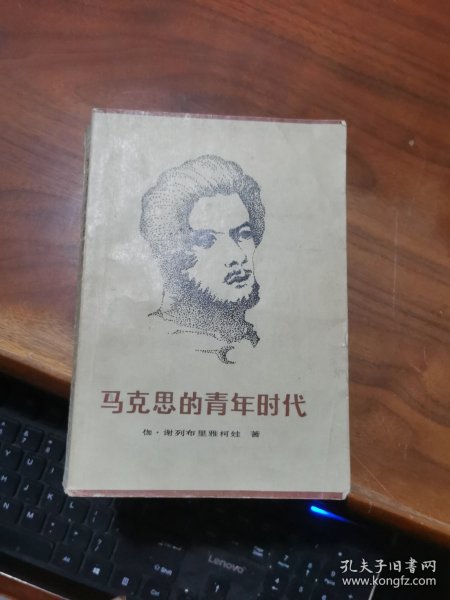 马克思的青年时代
伽·谢列布里雅柯娃 著
Lenovo
孔夫子旧书网
www.kongfz.com